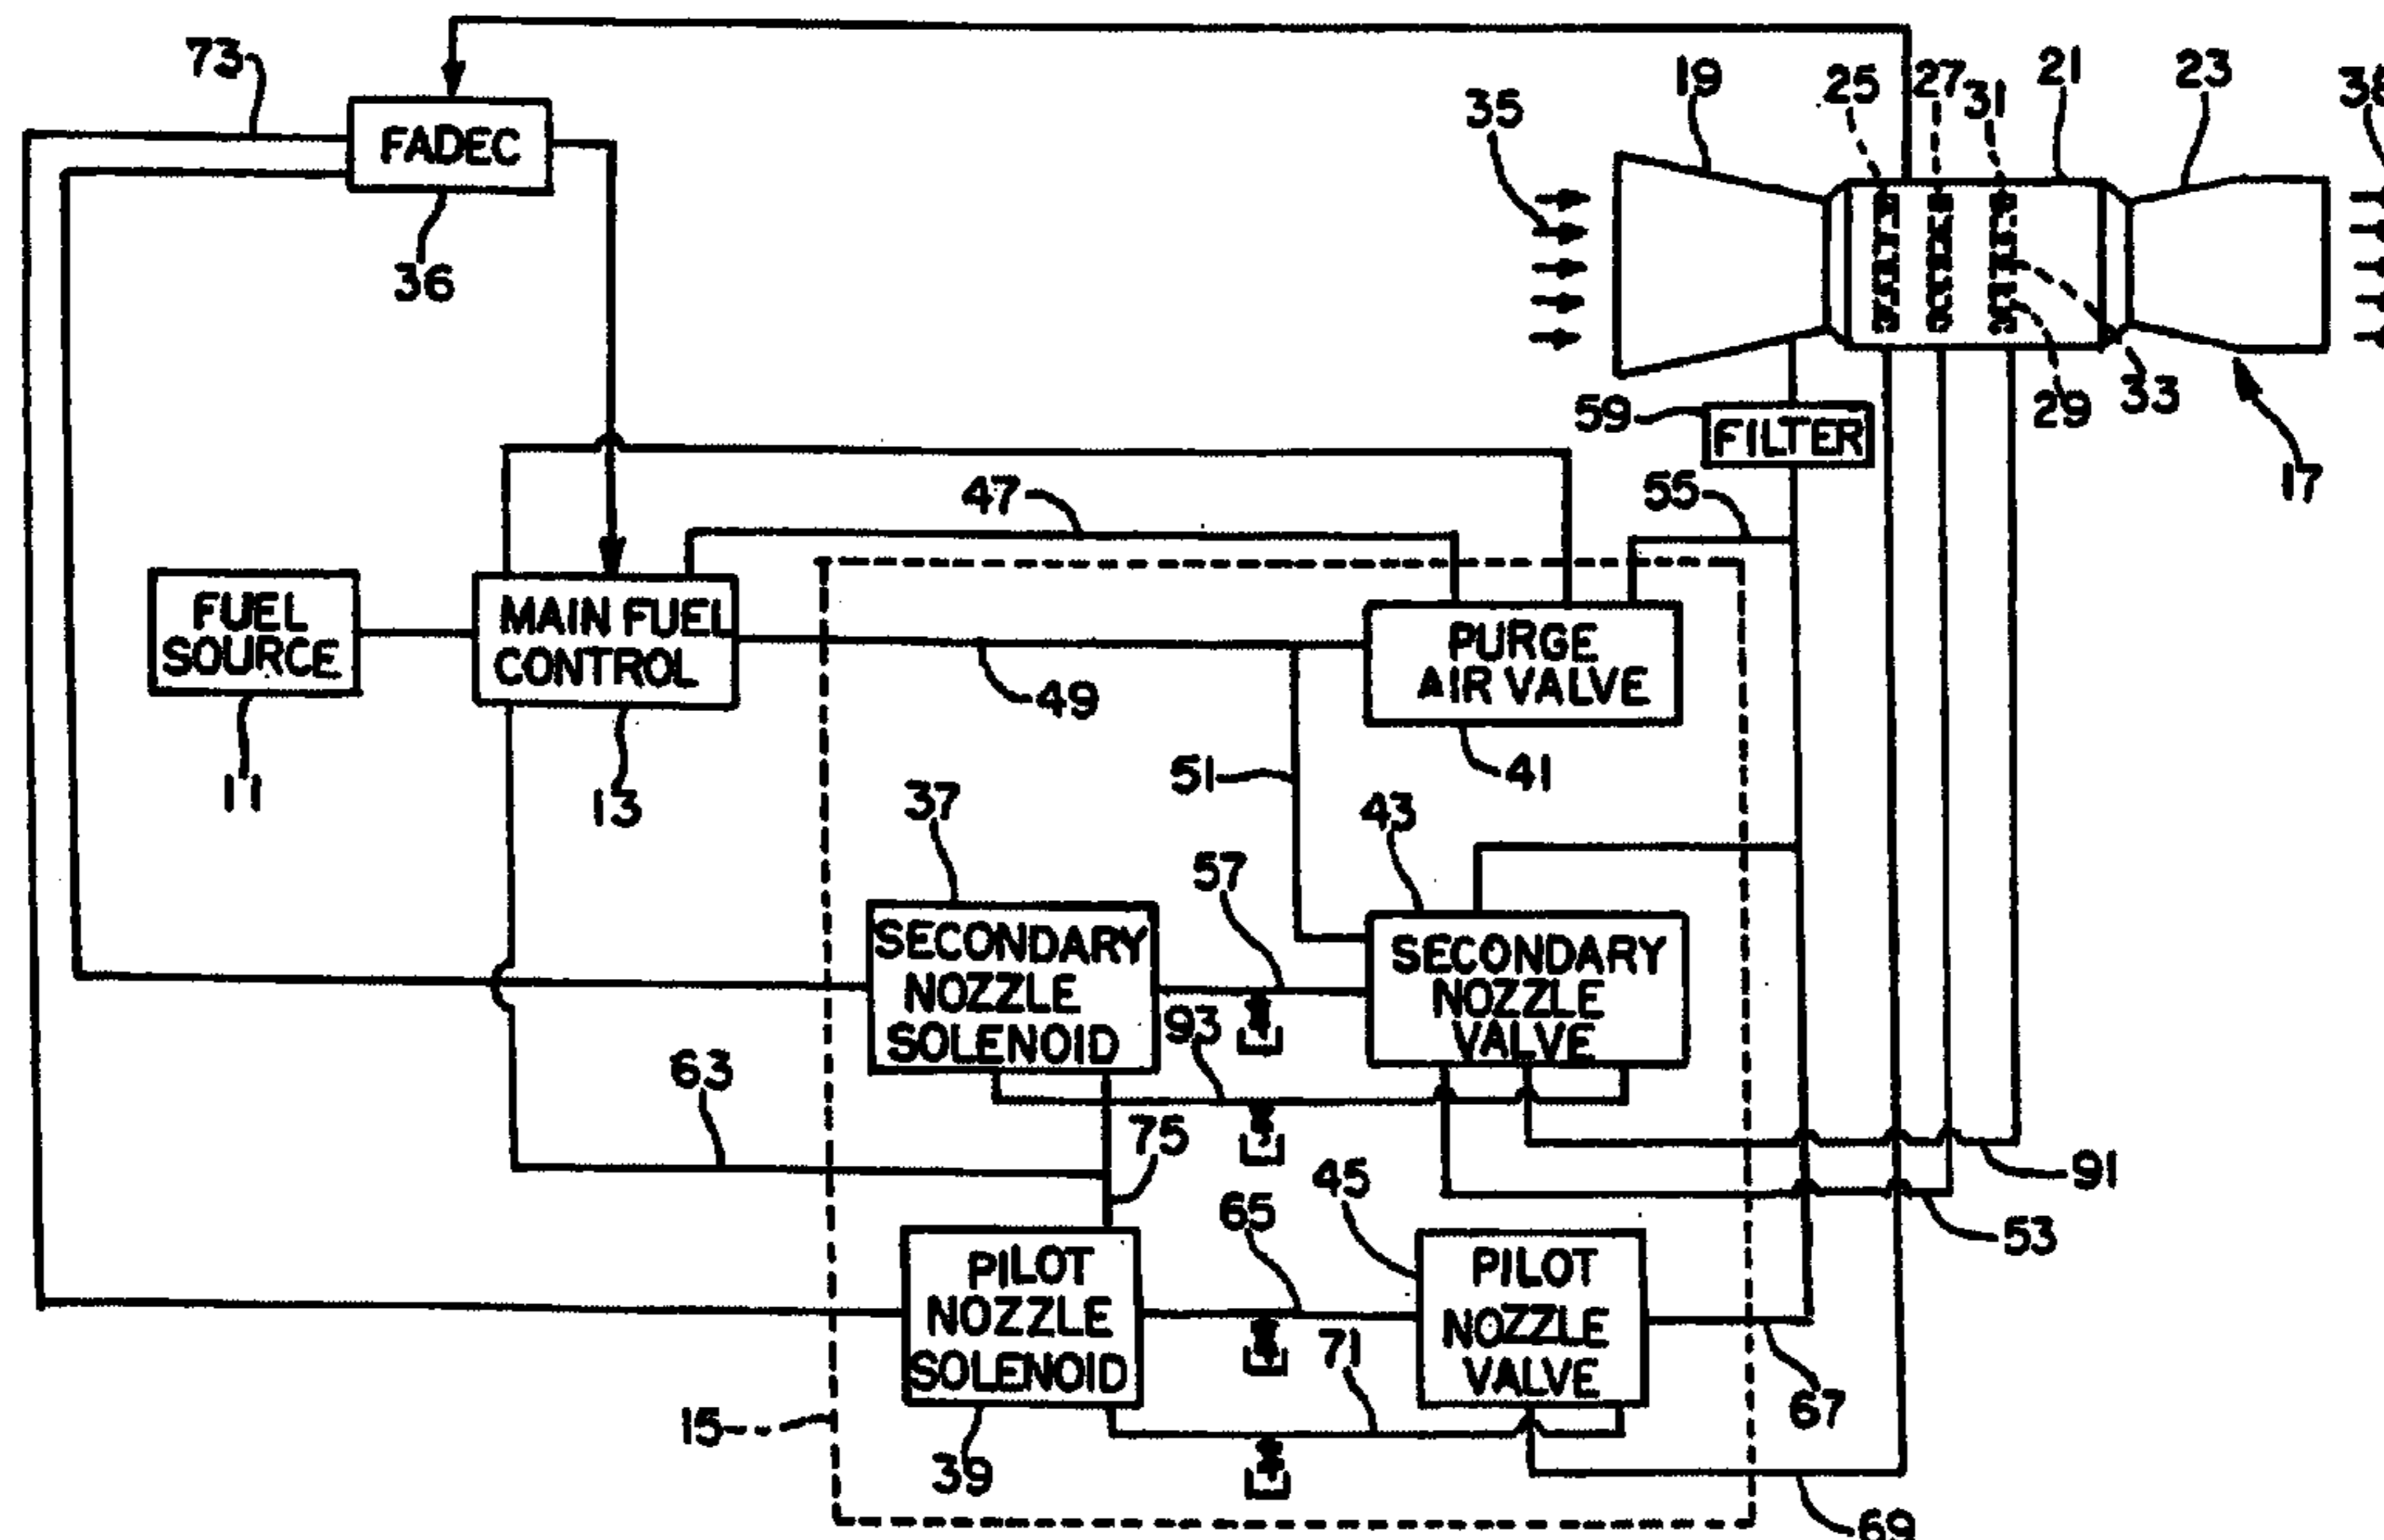 73
FADEC
36
35
19
25
27
31
21
23
59
FILTER
29
33
17
47
55
FUEL
SOURCE
11
MAIN FUEL
CONTROL
13
49
PURGE
AIR VALVE
41
51
37
57
43
SECONDARY
NOZZLE
SOLENOID
93
SECONDARY
NOZZLE
VALVE
63
75
91
53
65
45
PILOT
NOZZLE
SOLENOID
39
71
PILOT
NOZZLE
VALVE
67
15
69